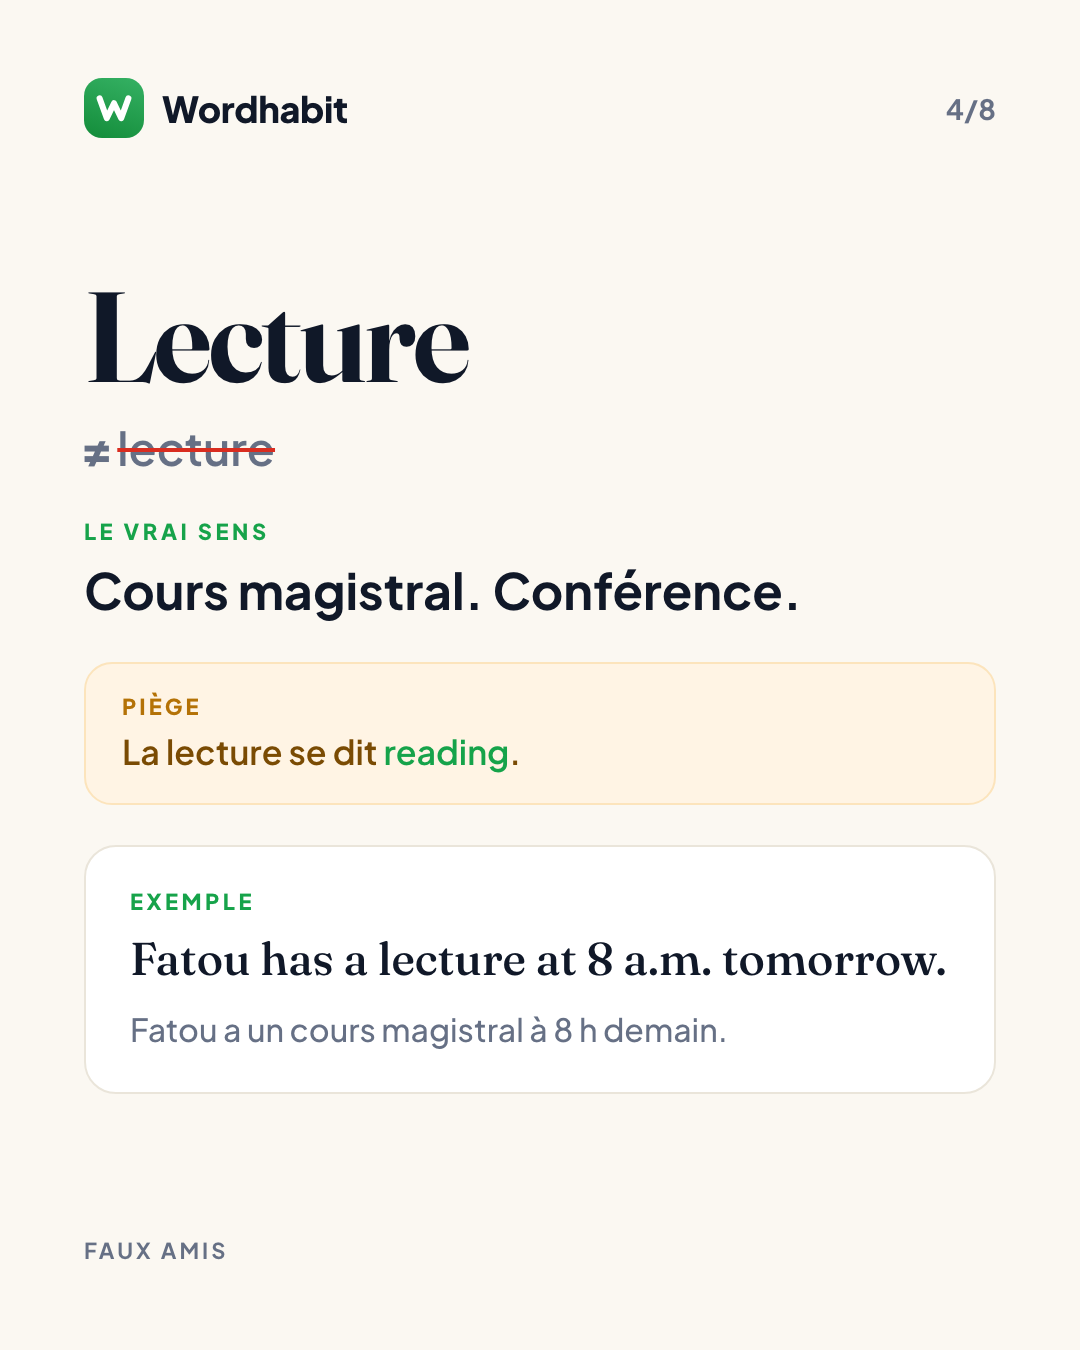 W Wordhabit
4/8
Lecture
≠ lecture
LE VRAI SENS
Cours magistral. Conférence.
PIÈGE
La lecture se dit reading.
EXEMPLE
Fatou has a lecture at 8 a.m. tomorrow.
Fatou a un cours magistral à 8 h demain.
FAUX AMIS